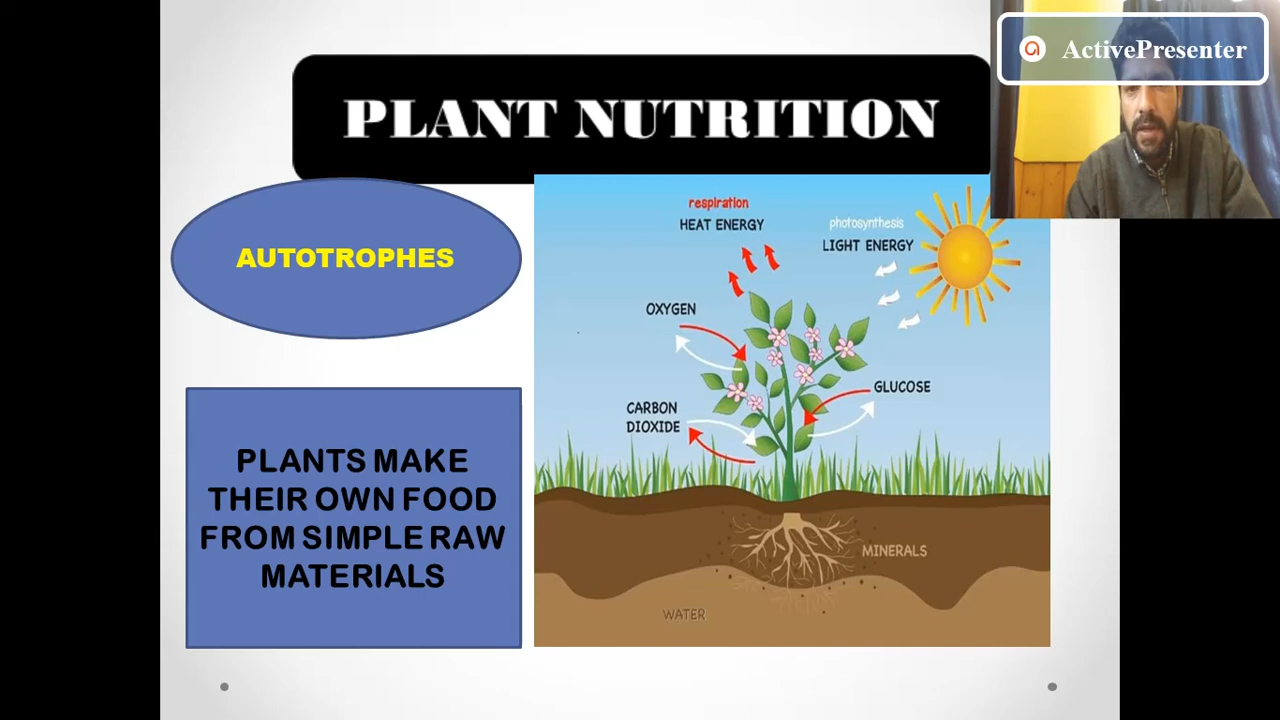 ActivePresenter
PLANT NUTRITION
AUTOTROPHES
PLANTS MAKE
THEIR OWN FOOD
FROM SIMPLE RAW
MATERIALS
respiration
HEAT ENERGY
photosynthesis
LIGHT ENERGY
OXYGEN
GLUCOSE
CARBON
DIOXIDE
MINERALS
WATER